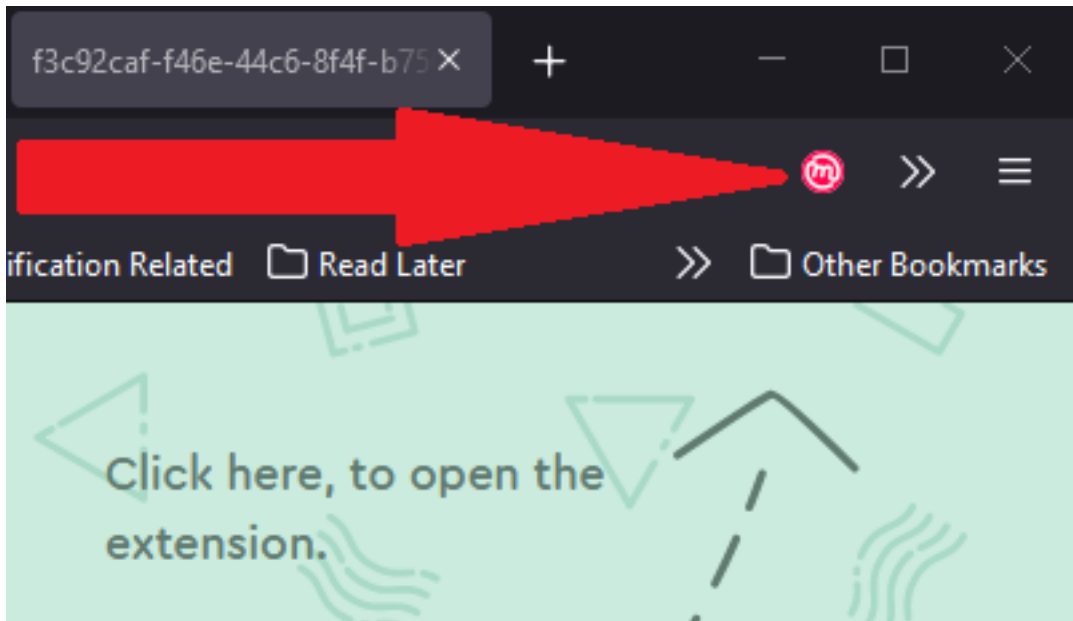 f3c92caf-f46e-44c6-8f4f-b75
ification Related Read Later Other Bookmarks
Click here, to open the
extension.